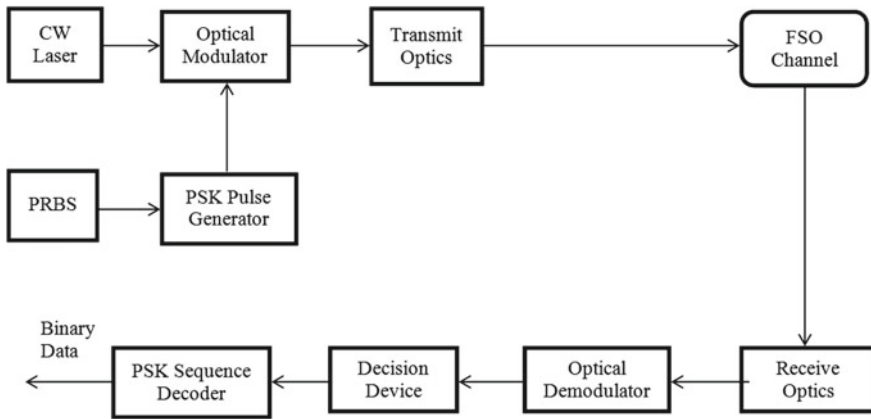 CW
Laser
Optical
Modulator
Transmit
Optics
FSO
Channel
PRBS
PSK Pulse
Generator
Binary
Data
PSK Sequence
Decoder
Decision
Device
Optical
Demodulator
Receive
Optics